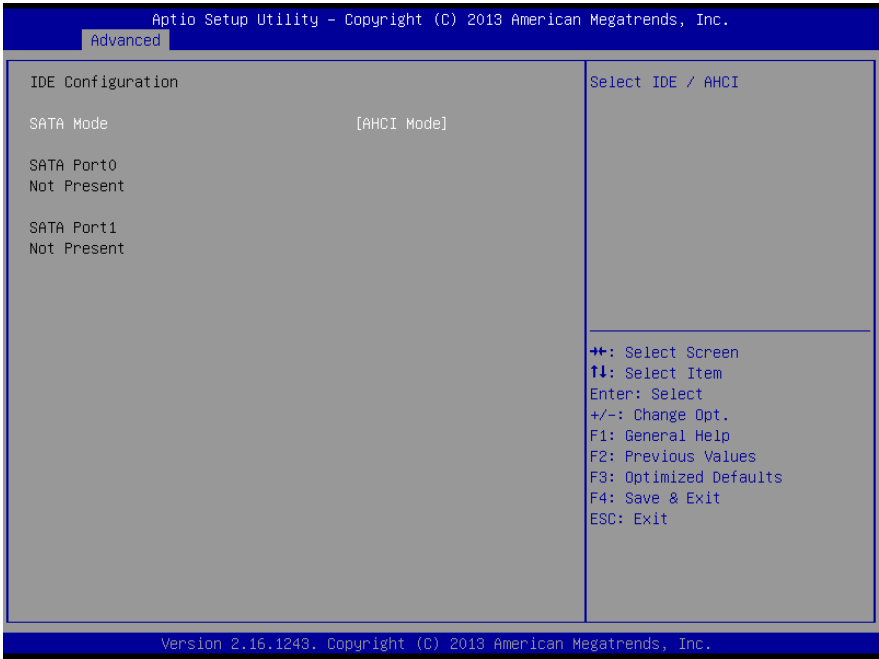 Aptio Setup Utility – Copyright (C) 2013 American Megatrends, Inc.
Advanced
IDE Configuration
SATA Mode [AHCI Mode]
SATA Port0
Not Present
SATA Port1
Not Present
Select IDE / AHCI
→←: Select Screen
↑↓: Select Item
Enter: Select
+/-: Change Opt.
F1: General Help
F2: Previous Values
F3: Optimized Defaults
F4: Save & Exit
ESC: Exit
Version 2.16.1243. Copyright (C) 2013 American Megatrends, Inc.